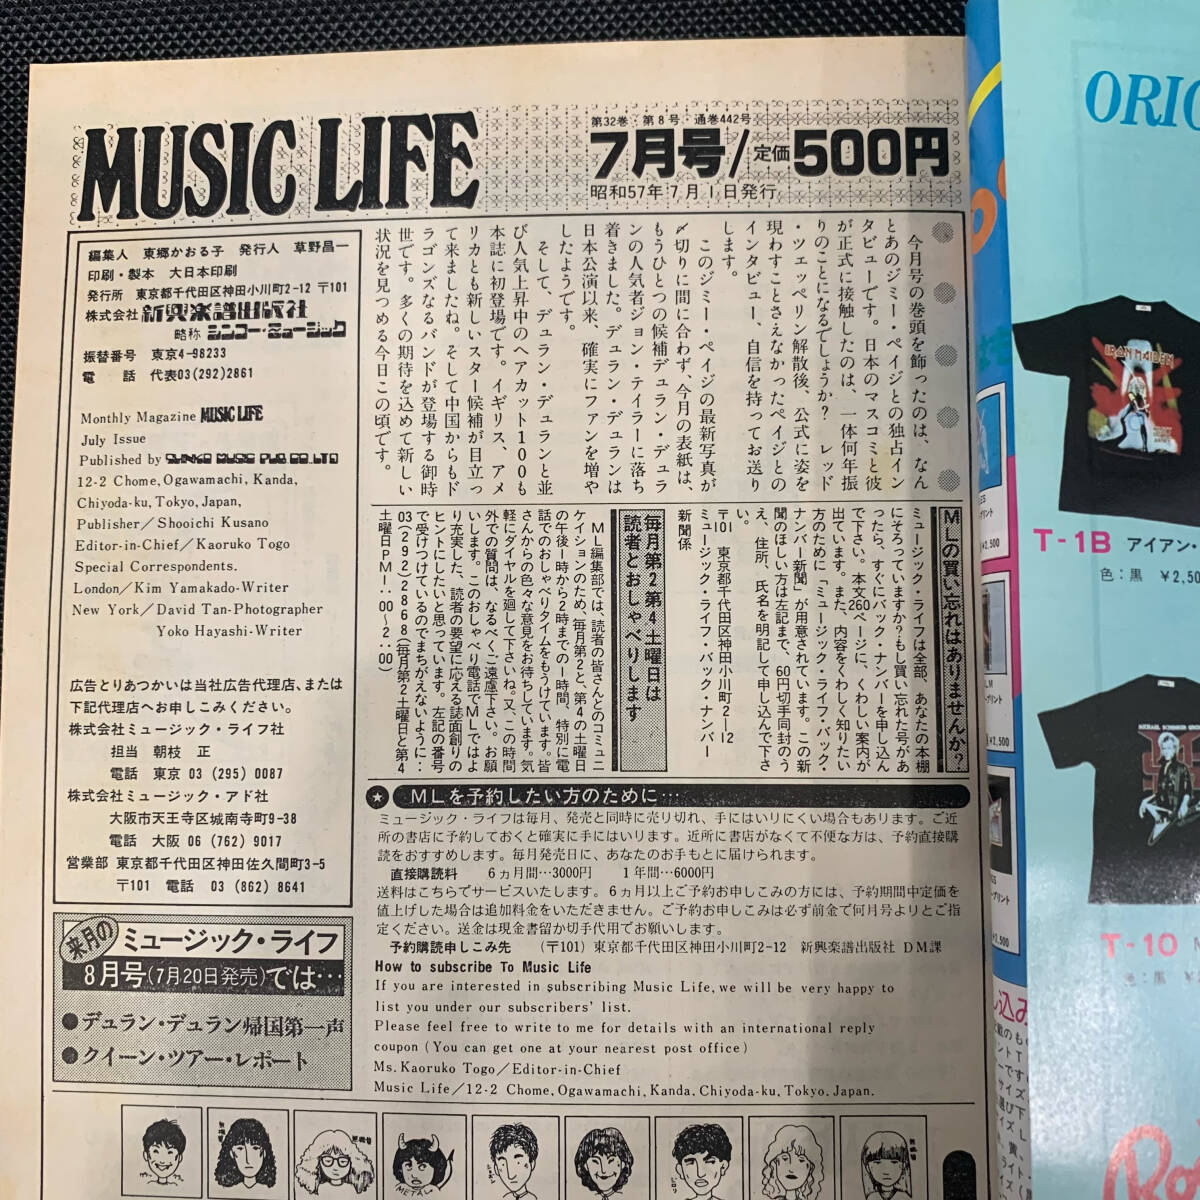 MUSIC LIFE
第32巻・第8号・通巻442号
7月号/定価500円
昭和57年7月1日発行
編集人 東郷かおる子 発行人 草野昌一
印刷・製本 大日本印刷
発行所 東京都千代田区神田小川町2-12 〒101
株式会社 新興楽譜出版社
略称 シンコー・ミュージック
振替番号 東京4-98233
電 話 代表03(292)2861
Monthly Magazine MUSIC LIFE
July Issue
Published by SHINKO MUSIC PUB CO.,LTD
12-2 Chome, Ogawamachi, Kanda,
Chiyoda-ku, Tokyo, Japan,
Publisher/Shooichi Kusano
Editor-in-Chief/Kaoruko Togo
Special Correspondents.
London/Kim Yamakado-Writer
New York/David Tan-Photographer
Yoko Hayashi-Writer
広告とりあつかいは当社広告代理店、または
下記代理店へお申しこみください。
株式会社ミュージック・ライフ社
担当 朝枝 正
電話 東京 03 (295) 0087
株式会社ミュージック・アド社
大阪市天王寺区城南寺町9-38
電話 大阪 06 (762) 9017
営業部 東京都千代田区神田佐久間町3-5
〒101 電話 03 (862) 8641
来月の
ミュージック・ライフ
8月号(7月20日発売)では…
●デュラン・デュラン帰国第一声
●クイーン・ツアー・レポート
今月号の巻頭を飾ったのは、なん
とあのジミー・ペイジとの独占イン
タビューです。日本のマスコミと彼
が正式に接触したのは、一体何年振
りのことになるでしょうか? レッド
・ツェッペリン解散後、公式に姿を
現わすことさえなかったペイジとの
インタビュー、自信を持ってお送り
します。
このジミー・ペイジの最新写真が
〆切りに間に合わず、今月の表紙は、
もうひとつの候補デュラン・デュラ
ンの人気者ジョン・テイラーに落ち
着きました。デュラン・デュランは
日本公演以来、確実にファンを増や
したようです。
そして、デュラン・デュランと並
び人気上昇中のヘアカット100も
本誌に初登場です。イギリス、アメ
リカとも新しいスター候補が目立っ
て来ましたね。そして中国からもド
ラゴンズなるバンドが登場する御時
世です。多くの期待を込めて新しい
状況を見つめる今日この頃です。
MLの買い忘れはありませんか?
ミュージック・ライフは全部、あなたの本棚
にそろっていますか?もし買い忘れた号があ
ったら、すぐにバック・ナンバーを申し込ん
で下さい。本文260ページに、くわしい案内が
出ています。また、内容をくわしく知りたい
方のために「ミュージック・ライフ・バック・
ナンバー新聞」が用意されています。この新
聞のほしい方は左記まで、60円切手同封のう
え、住所、氏名を明記して申し込んで下さ
い。
〒101 東京都千代田区神田小川町2-12
ミュージック・ライフ・バック・ナンバー
新聞係
毎月第2第4土曜日は
読者とおしゃべりします
ML編集部では、読者の皆さんとのコミュニ
ケイションのため、毎月第2と、第4の土曜日
の午後1時から2時までの1時間、特別に電
話でのおしゃべりタイムをもうけています。皆
さんからの色々な意見をお待ちしています。気
軽にダイヤルを廻して下さいね。又、この時間
外での質問は、なるべくご遠慮下さい。お願
いします。このおしゃべり電話でMLではよ
り充実した、読者の要望に応える誌面創りの
ヒントにしたいと思っています。左記の番号
で受けつけているのでまちがえないように…
03(292)2868(毎月第2土曜日と第4
土曜日PM1:00〜2:00)
★ MLを予約したい方のために…
ミュージック・ライフは毎月、発売と同時に売り切れ、手にはいりにくい場合もあります。ご近
所の書店に予約しておくと確実に手にはいります。近所に書店がなくて不便な方は、予約直接購
読をおすすめします。毎月発売日に、あなたのお手もとに届けられます。
直接購読料 6ヵ月間…3000円 1年間…6000円
送料はこちらでサービスいたします。6ヵ月以上ご予約お申しこみの方には、予約期間中定価を
値上げした場合は追加料金をいただきません。ご予約お申しこみは必ず前金で何月号よりとご指
定ください。送金は現金書留か切手代用でお願いします。
予約購読申しこみ先 (〒101) 東京都千代田区神田小川町2-12 新興楽譜出版社 DM課
How to subscribe To Music Life
If you are interested in subscribing Music Life, we will be very happy to
list you under our subscribers' list.
Please feel free to write to me for details with an international reply
coupon (You can get one at your nearest post office)
Ms. Kaoruko Togo/Editor-in-Chief
Music Life/12-2 Chome, Ogawamachi, Kanda, Chiyoda-ku, Tokyo, Japan.
METAL
ORIG
IRON MAIDEN
T-1B アイアン・
色:黒 ¥2,50
MICHAEL SCHENKER
T-10
色:黒 ¥
¥2,500
¥2,500
¥2,500